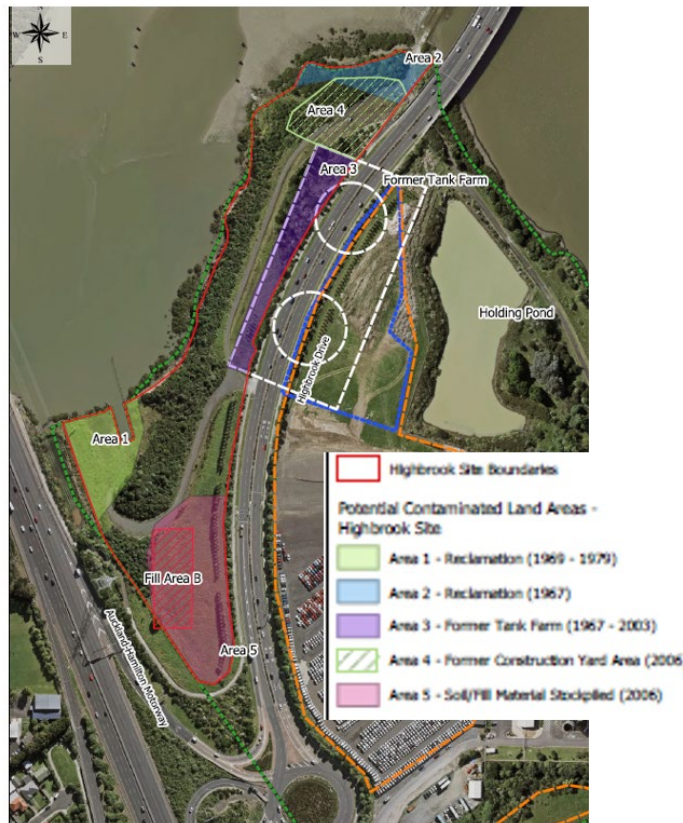 N
W E
S
Area 2
Area 4
Area 3
Former Tank Farm
Holding Pond
Highbrook Drive
Area 1
Fill Area B
Area 5
Auckland-Hamilton Motorway
Highbrook Site Boundaries
Potential Contaminated Land Areas -
Highbrook Site
Area 1 - Reclamation (1969 - 1979)
Area 2 - Reclamation (1967)
Area 3 - Former Tank Farm (1967 - 2003)
Area 4 - Former Construction Yard Area (2006)
Area 5 - Soil/Fill Material Stockpiled (2006)